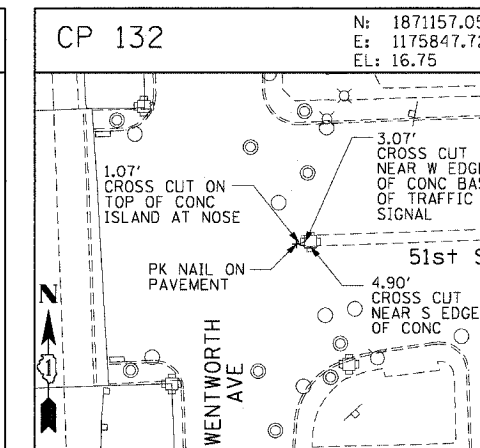 CP 132
N: 1871157.05
E: 1175847.72
EL: 16.75
3.07'
CROSS CUT
NEAR W EDGE
OF CONC BAS
OF TRAFFIC
SIGNAL
1.07'
CROSS CUT ON
TOP OF CONC
ISLAND AT NOSE
51st S
PK NAIL ON
PAVEMENT
4.90'
CROSS CUT
NEAR S EDGE
OF CONC
N
1
WENTWORTH
AVE